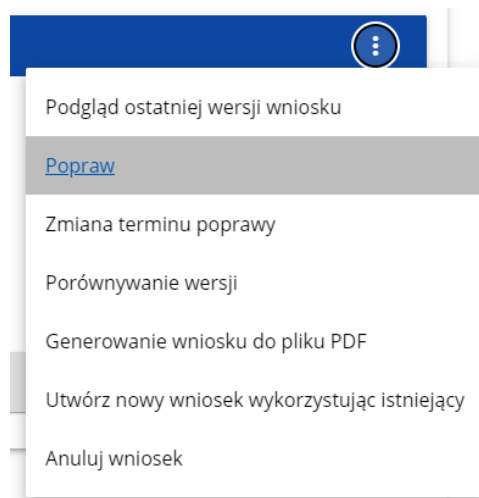 Podgląd ostatniej wersji wniosku
Popraw
Zmiana terminu poprawy
Porównywanie wersji
Generowanie wniosku do pliku PDF
Utwórz nowy wniosek wykorzystując istniejący
Anuluj wniosek